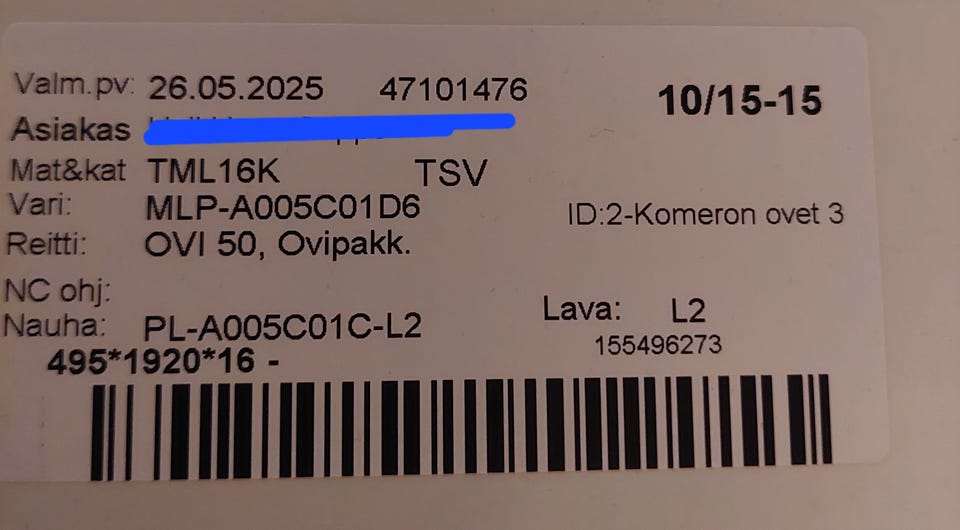 Valm.pv: 26.05.2025 47101476 10/15-15
Asiakas
Mat&kat TML16K TSV
Vari: MLP-A005C01D6 ID:2-Komeron ovet 3
Reitti: OVI 50, Ovipakk.
NC ohj:
Nauha: PL-A005C01C-L2 Lava: L2
495*1920*16 - 155496273